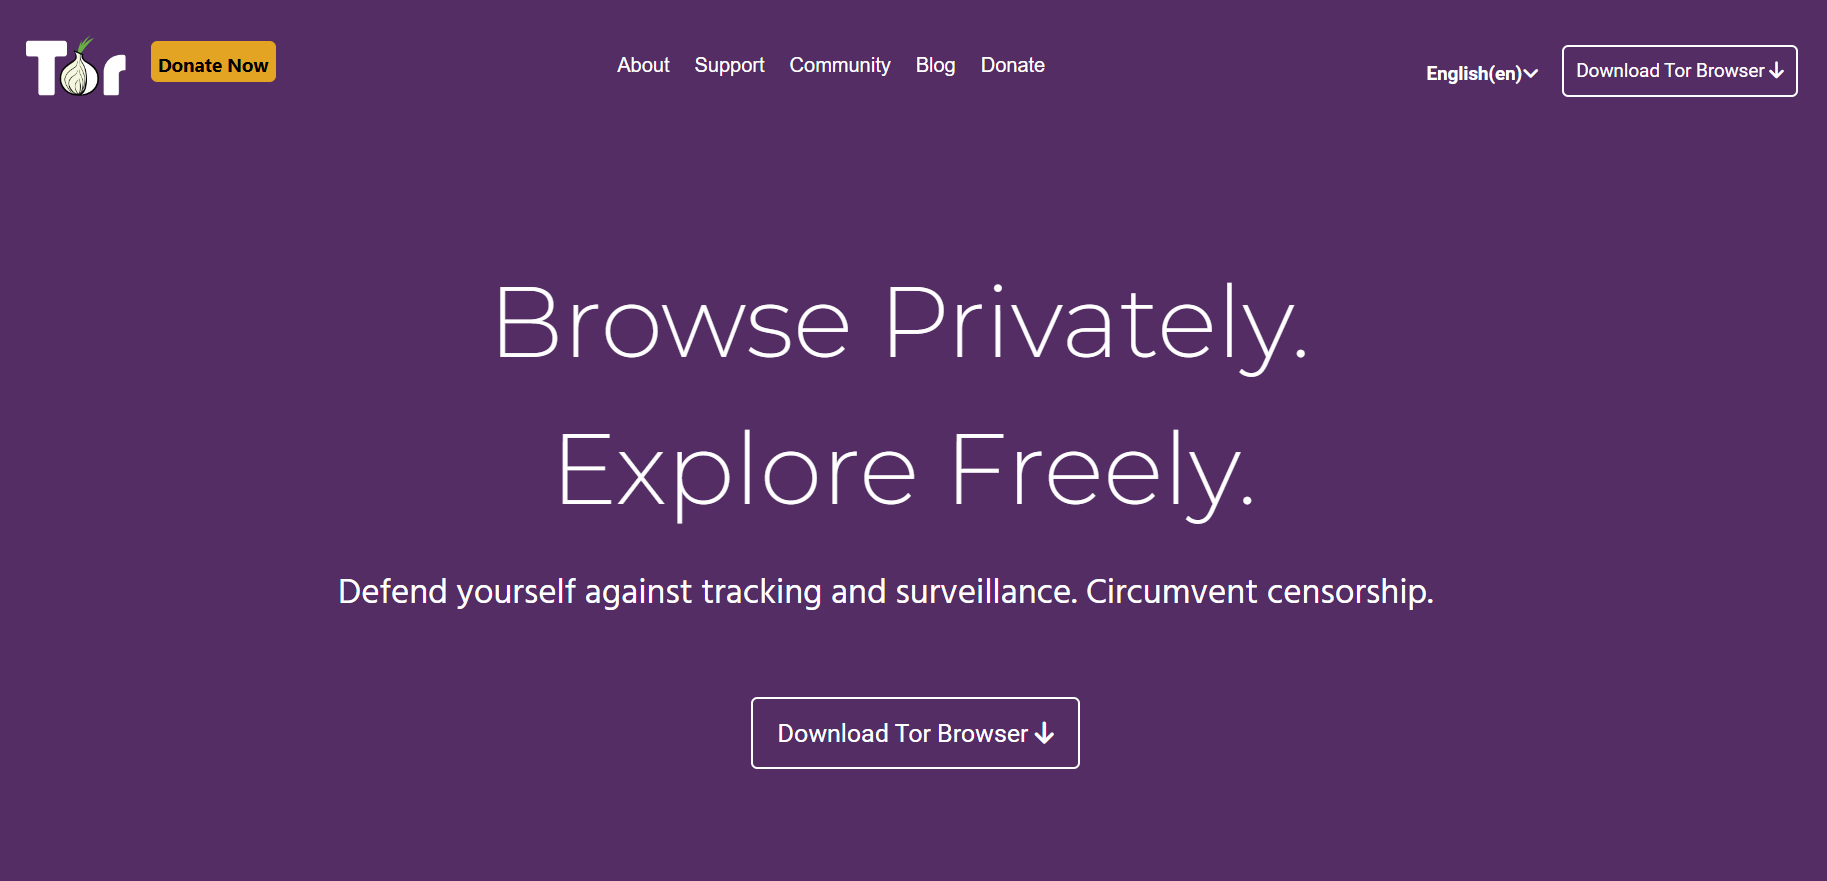 Tor
Donate Now
About Support Community Blog Donate
English(en)
Download Tor Browser
Browse Privately.
Explore Freely.
Defend yourself against tracking and surveillance. Circumvent censorship.
Download Tor Browser